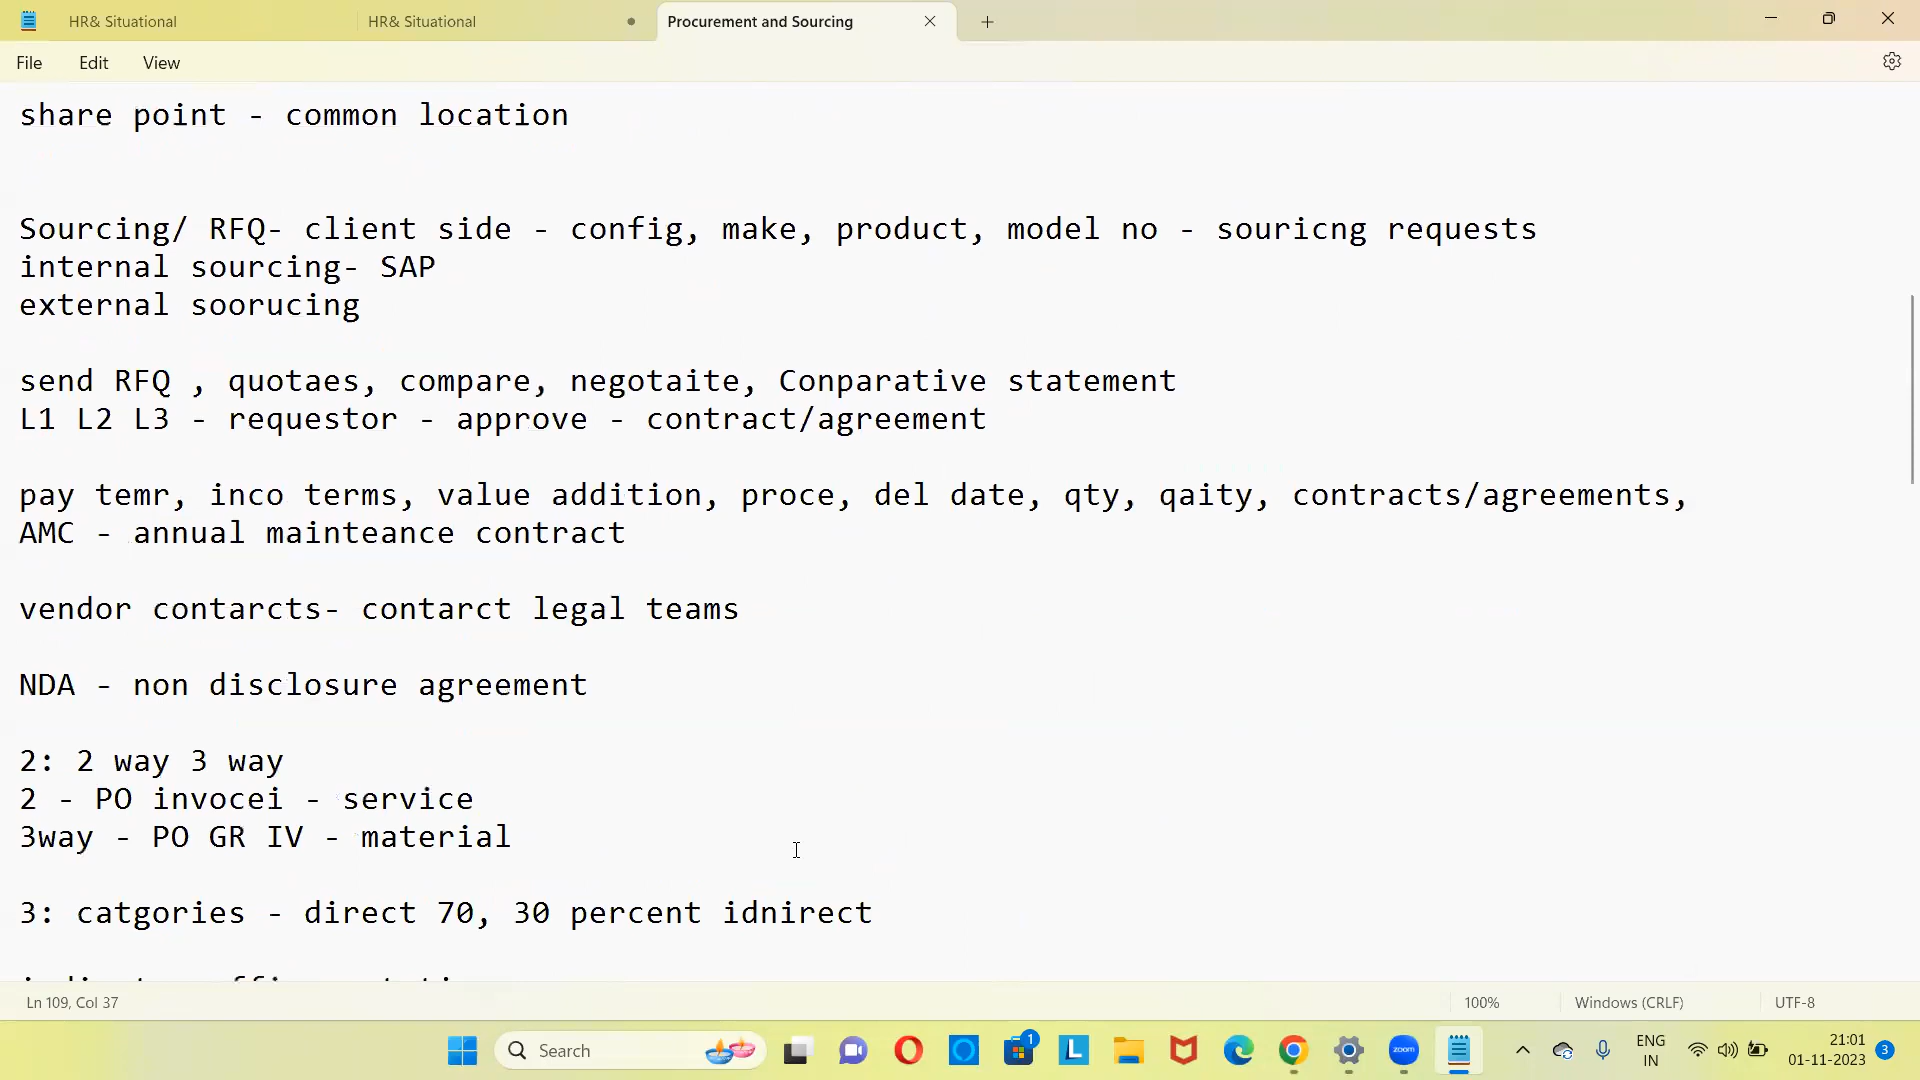 HR& Situational
HR& Situational
Procurement and Sourcing
File Edit View
share point - common location
Sourcing/ RFQ- client side - config, make, product, model no - souricng requests
internal sourcing- SAP
external soorucing
send RFQ , quotaes, compare, negotaite, Conparative statement
L1 L2 L3 - requestor - approve - contract/agreement
pay temr, inco terms, value addition, proce, del date, qty, qaity, contracts/agreements,
AMC - annual mainteance contract
vendor contarcts- contarct legal teams
NDA - non disclosure agreement
2: 2 way 3 way
2 - PO invocei - service
3way - PO GR IV - material
3: catgories - direct 70, 30 percent idnirect
Ln 109, Col 37
100%
Windows (CRLF)
UTF-8
Search
1
L
zoom
ENG
IN
21:01
01-11-2023
3